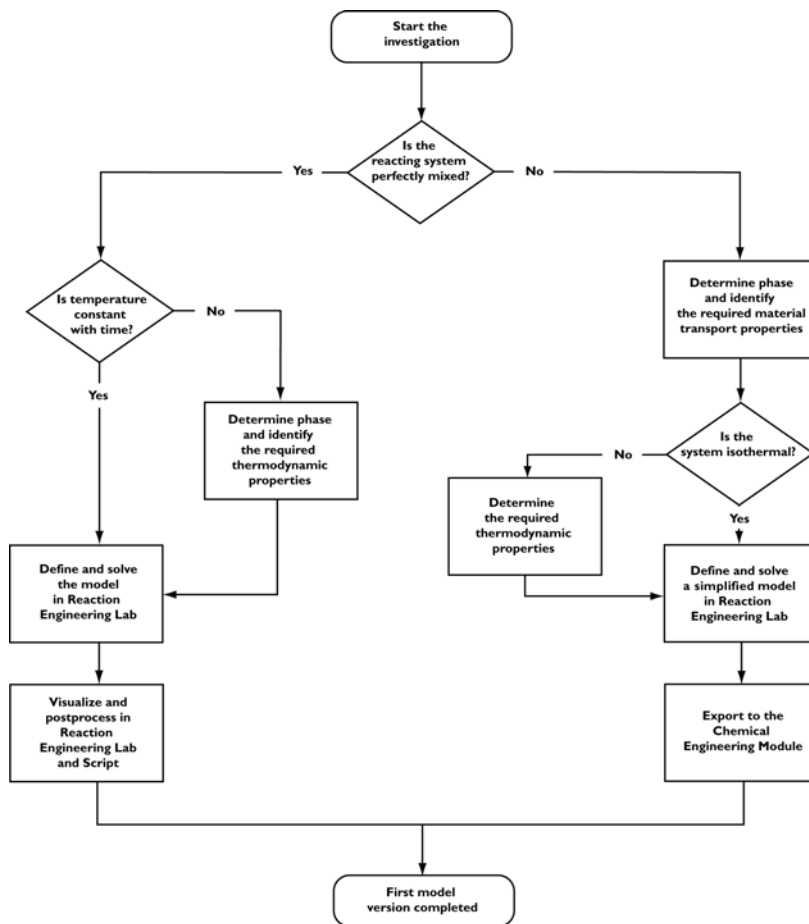 Start the
investigation
Is the
reacting system
perfectly mixed?
Yes
No
Is temperature
constant
with time?
No
Yes
Determine phase
and identify
the required
thermodynamic
properties
Define and solve
the model
in Reaction
Engineering Lab
Visualize and
postprocess in
Reaction
Engineering Lab
and Script
Determine phase
and identify
the required material
transport properties
Is the
system isothermal?
No
Yes
Determine
the required
thermodynamic
properties
Define and solve
a simplified model
in Reaction
Engineering Lab
Export to the
Chemical
Engineering Module
First model
version completed